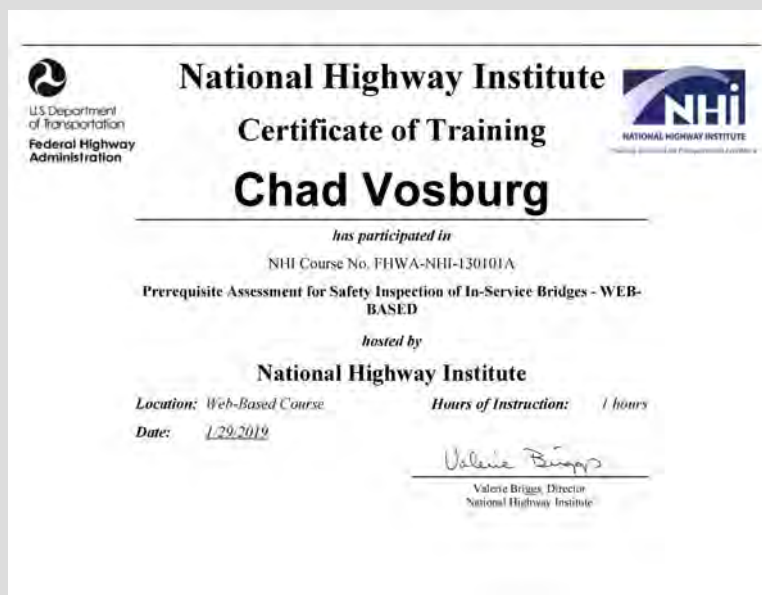 National Highway Institute
U.S. Department
of Transportation
Federal Highway
Administration
NHI
NATIONAL HIGHWAY INSTITUTE
Certificate of Training
Chad Vosburg
has participated in
NHI Course No. FHWA-NHI-130101A
Prerequisite Assessment for Safety Inspection of In-Service Bridges - WEB-
BASED
hosted by
National Highway Institute
Location: Web-Based Course Hours of Instruction: 1 hours
Date: 1/29/2019
Valerie Briggs
Valerie Briggs, Director
National Highway Institute